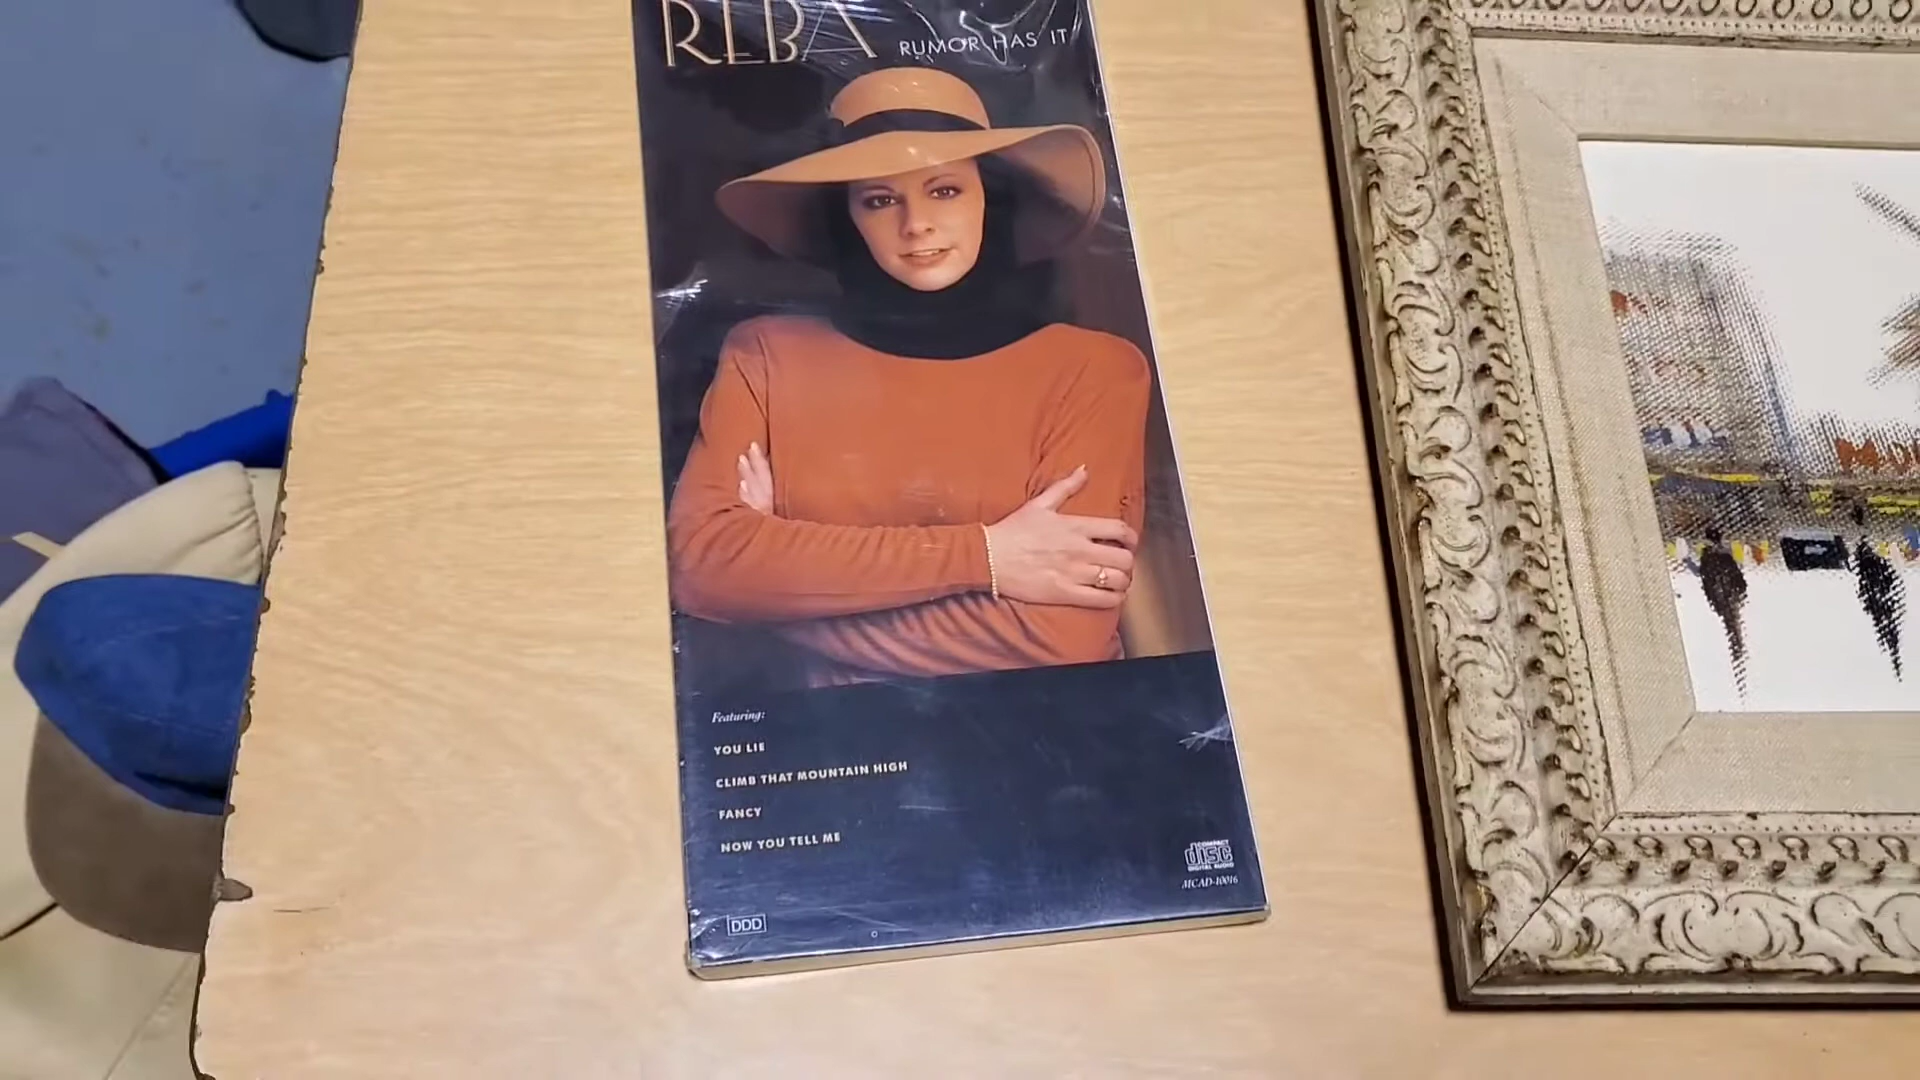 REBA
RUMOR HAS IT
Featuring:
YOU LIE
CLIMB THAT MOUNTAIN HIGH
FANCY
NOW YOU TELL ME
COMPACT
disc
DIGITAL AUDIO
MCAD-10016
DDD